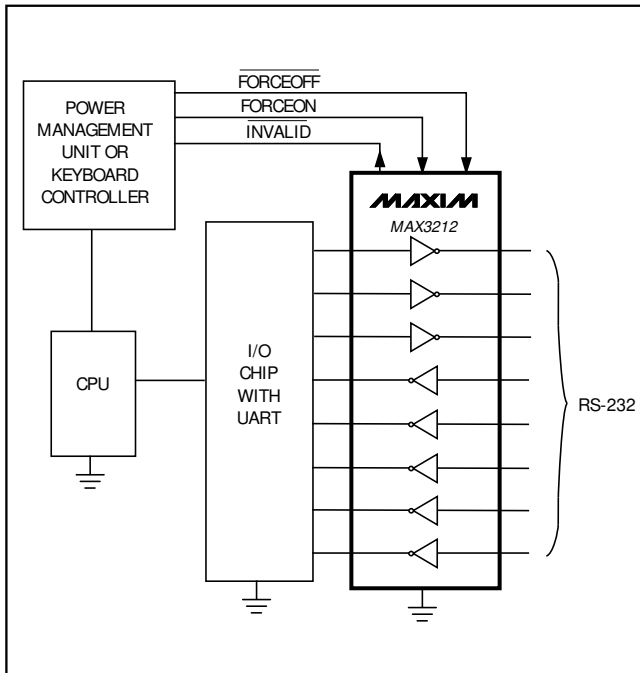 FORCEOFF
FORCEON
INVALID
POWER
MANAGEMENT
UNIT OR
KEYBOARD
CONTROLLER
MAXIM
MAX3212
CPU
I/O
CHIP
WITH
UART
RS-232